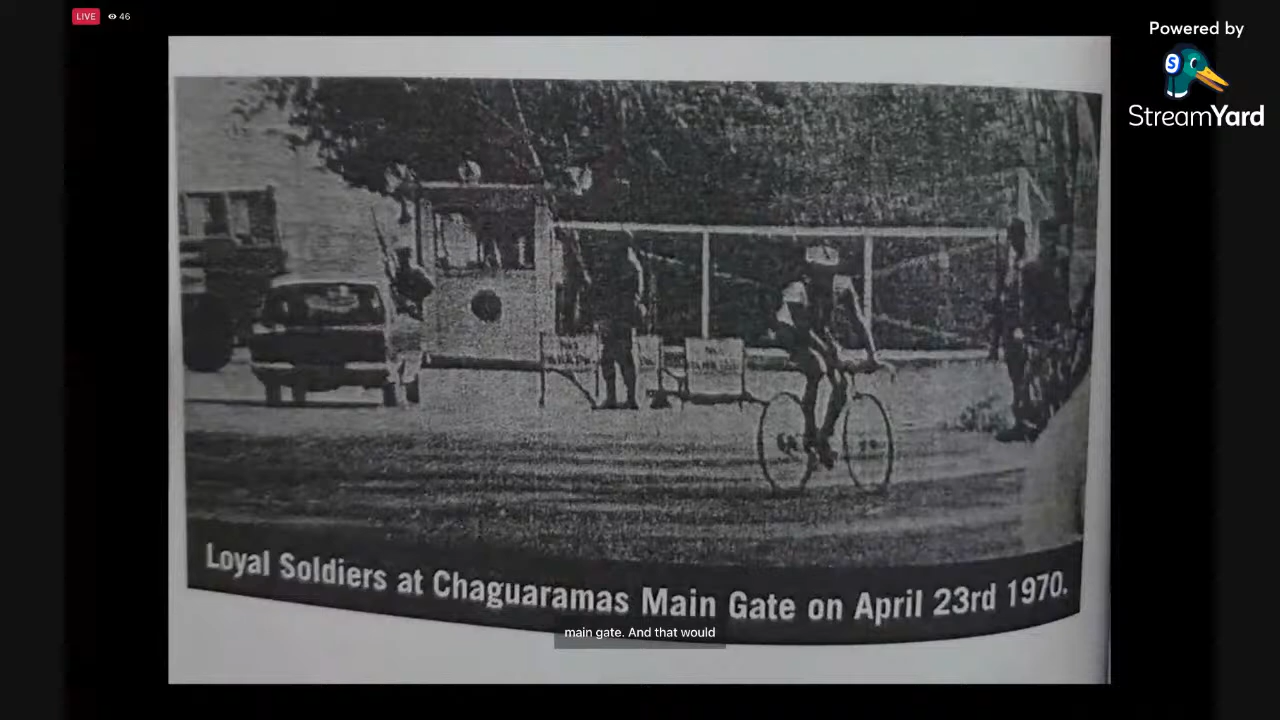 LIVE
46
Powered by
S
StreamYard
NO
Loyal Soldiers at Chaguaramas Main Gate on April 23rd 1970.
main gate. And that would